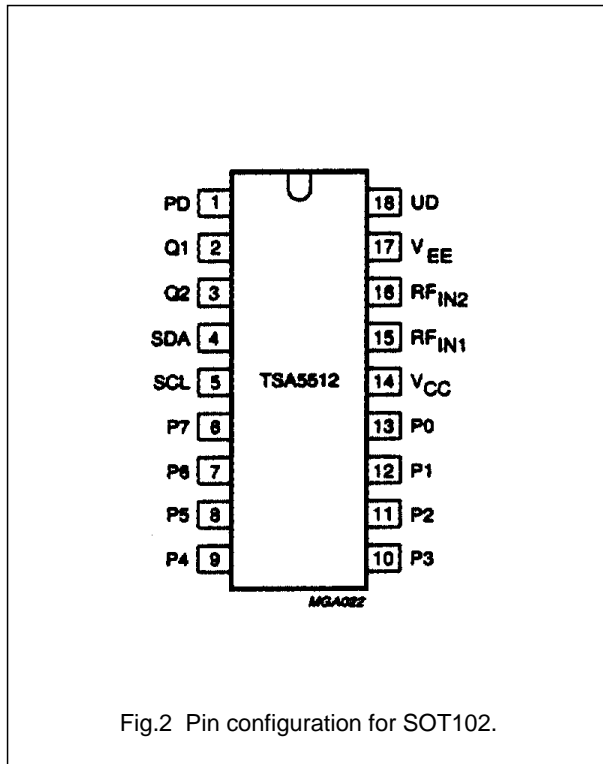 PD 1 18 UD
Q1 2 17 VEE
Q2 3 16 RFIN2
SDA 4 15 RFIN1
SCL 5 TSA5512 14 VCC
P7 6 13 P0
P6 7 12 P1
P5 8 11 P2
P4 9 10 P3
MGA022
Fig.2 Pin configuration for SOT102.